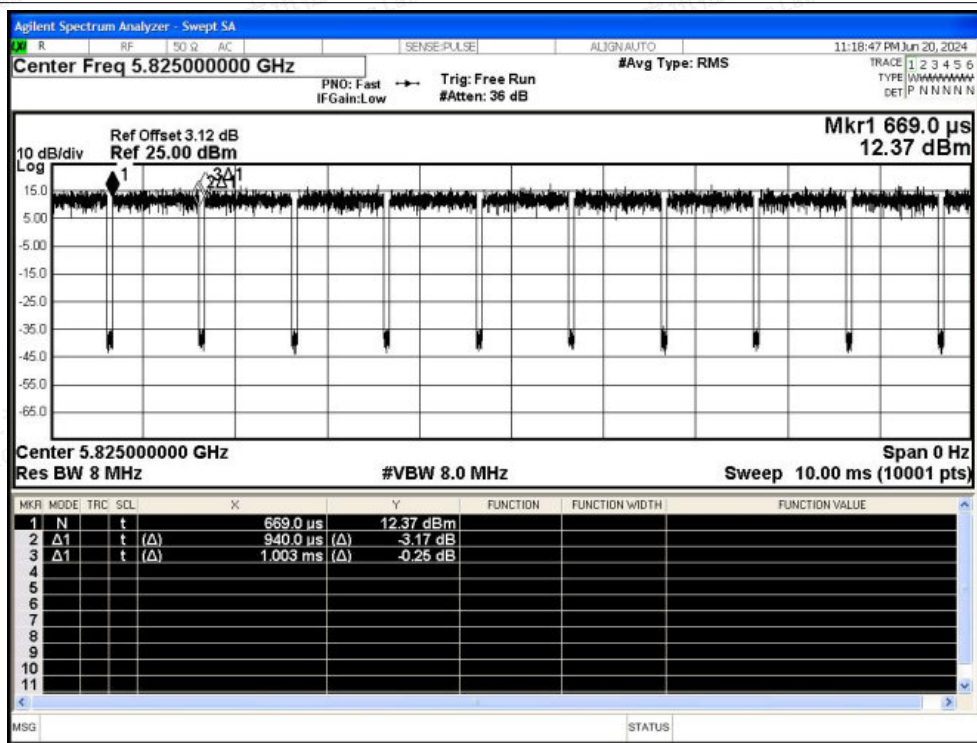 Agilent Spectrum Analyzer - Swept SA
LXI R RF 50 Ω AC SENSE:PULSE ALIGNAUTO 11:18:47 PM Jun 20, 2024
Center Freq 5.825000000 GHz #Avg Type: RMS TRACE 1 2 3 4 5 6
PNO: Fast Trig: Free Run TYPE WWWWWW
IFGain:Low #Atten: 36 dB DET P N N N N N
Mkr1 669.0 µs
Ref Offset 3.12 dB
10 dB/div Ref 25.00 dBm 12.37 dBm
Log
1 2Δ1 3Δ1
15.0
5.00
-5.00
-15.0
-25.0
-35.0
-45.0
-55.0
-65.0
Center 5.825000000 GHz Span 0 Hz
Res BW 8 MHz #VBW 8.0 MHz Sweep 10.00 ms (10001 pts)
MKR MODE TRC SCL X Y FUNCTION FUNCTION WIDTH FUNCTION VALUE
1 N t 669.0 µs 12.37 dBm
2 Δ1 t (Δ) 940.0 µs (Δ) -3.17 dB
3 Δ1 t (Δ) 1.003 ms (Δ) -0.25 dB
4
5
6
7
8
9
10
11
MSG STATUS